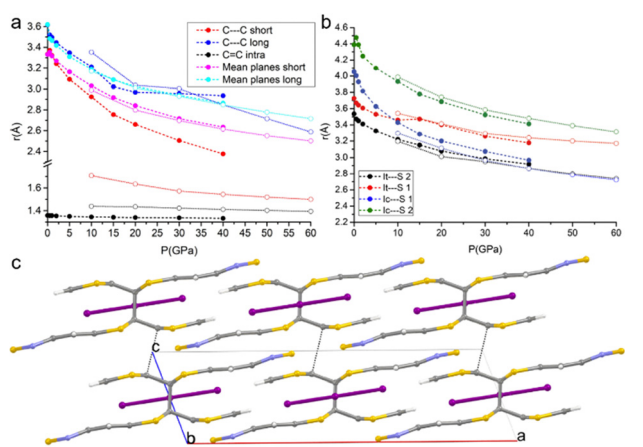 a
b
r(Å)
3.6
3.4
3.2
3.0
2.8
2.6
2.4
1.6
1.4
0 5 10 15 20 25 30 35 40 45 50 55 60
P(GPa)
C---C short
C---C long
C=C intra
Mean planes short
Mean planes long
r(Å)
4.6
4.4
4.2
4.0
3.8
3.6
3.4
3.2
3.0
2.8
2.6
2.4
2.2
0 10 20 30 40 50 60
P(GPa)
It---S 2
It---S 1
Ic---S 1
Ic---S 2
c
c
b
a